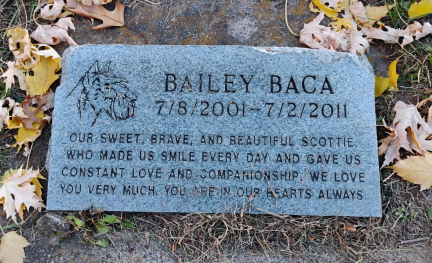 BAILEY BACA
7/8/2001-7/2/2011
OUR SWEET, BRAVE, AND BEAUTIFUL SCOTTIE
WHO MADE US SMILE EVERY DAY AND GAVE US
CONSTANT LOVE AND COMPANIONSHIP. WE LOVE
YOU VERY MUCH. YOU ARE IN OUR HEARTS ALWAYS